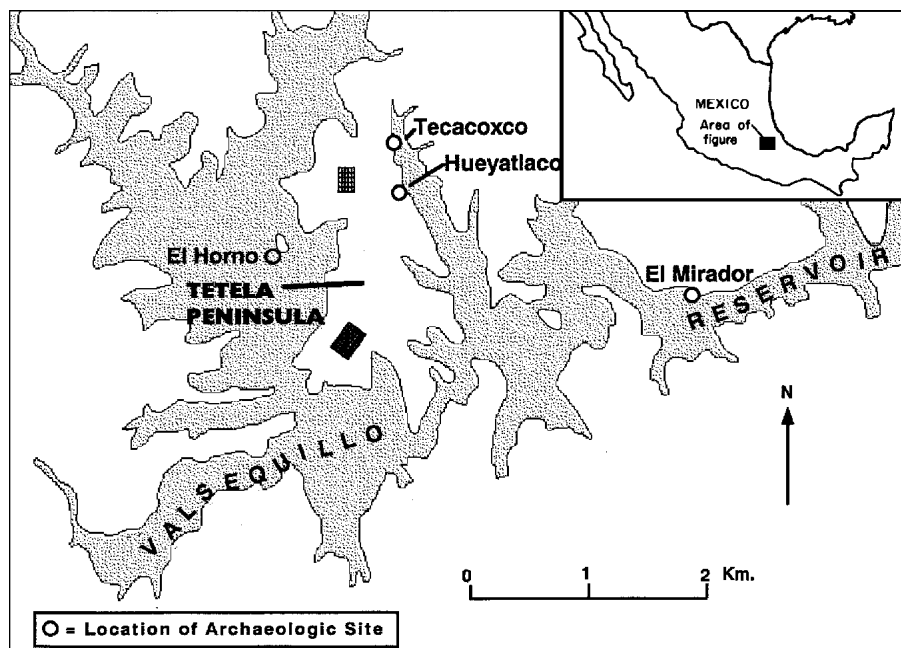 MEXICO
Area of
figure
Tecacoxco
Hueyatlaco
El Horno
TETELA
PENINSULA
El Mirador
RESERVOIR
VALSEQUILLO
N
0 1 2 Km.
O = Location of Archaeologic Site